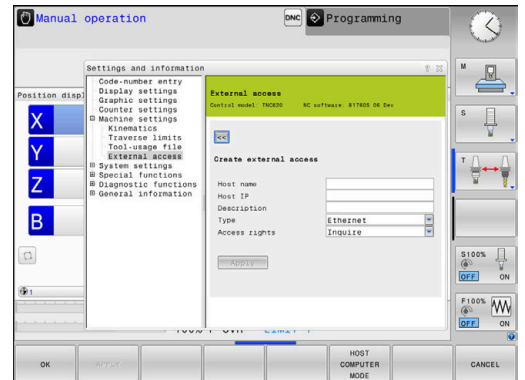 Manual operation
DNC
Programming
Settings and information
Position displ
X
Y
Z
B
1
Code-number entry
Display settings
Graphic settings
Counter settings
Machine settings
Kinematics
Traverse limits
Tool-usage file
External access
System settings
Special functions
Diagnostic functions
General information
External access
Control model: TNC620 NC software: 817605 06 Dev
<<
Create external access
Host name
Host IP
Description
Type Ethernet
Access rights Inquire
Apply
M
S
T
S100%
OFF ON
F100%
OFF ON
OK
APPLY
HOST
COMPUTER
MODE
CANCEL